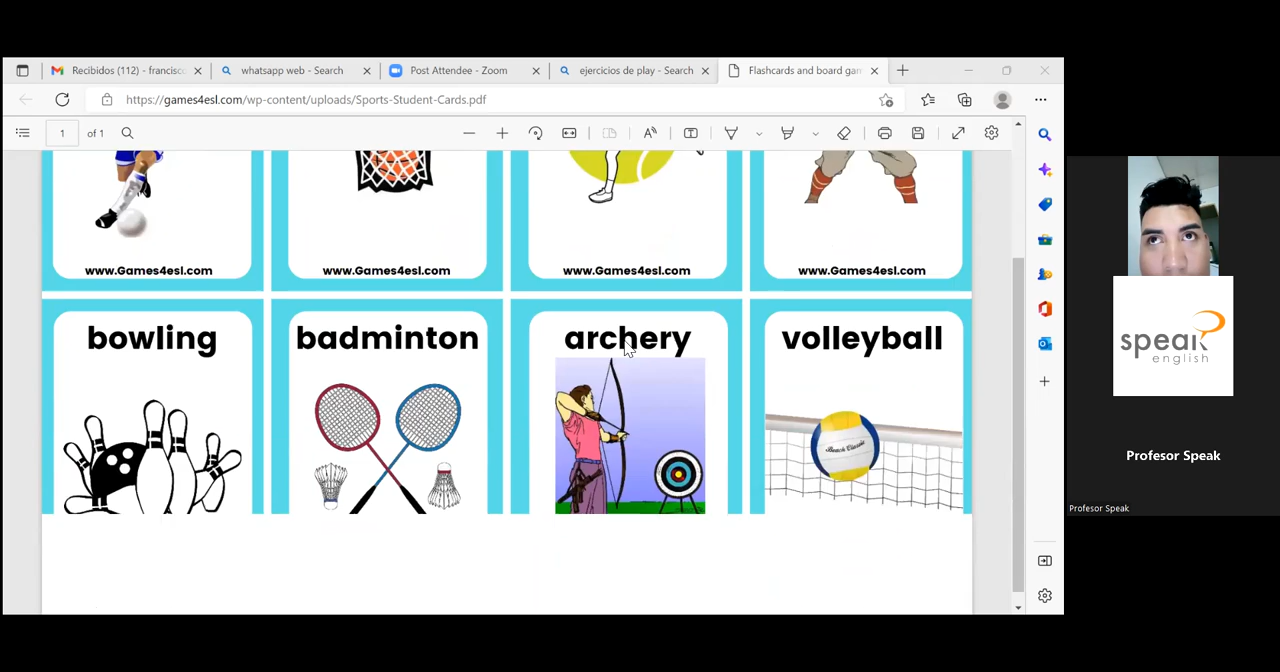 Recibidos (112) - francisco
whatsapp web - Search
Post Attendee - Zoom
ejercicios de play - Search
Flashcards and board gam
https://games4esl.com/wp-content/uploads/Sports-Student-Cards.pdf
1 of 1
www.Games4esl.com
www.Games4esl.com
www.Games4esl.com
www.Games4esl.com
bowling
badminton
archery
volleyball
Beach Classic
speak
english
Profesor Speak
Profesor Speak